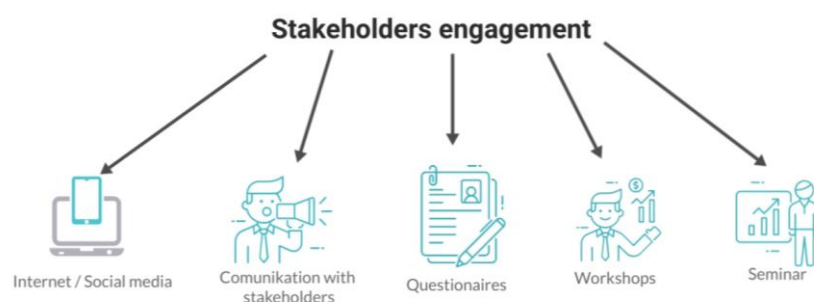 Stakeholders engagement
Internet / Social media
Comunikation with
stakeholders
Questionaires
Workshops
Seminar